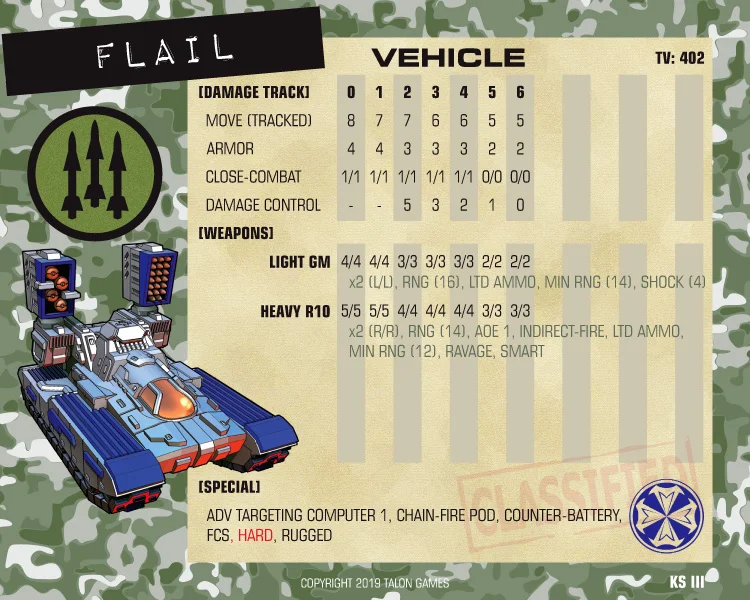 FLAIL
VEHICLE
TV: 402
[DAMAGE TRACK] 0 1 2 3 4 5 6
MOVE (TRACKED) 8 7 7 6 6 5 5
ARMOR 4 4 3 3 3 2 2
CLOSE-COMBAT 1/1 1/1 1/1 1/1 1/1 0/0 0/0
DAMAGE CONTROL - - 5 3 2 1 0
[WEAPONS]
LIGHT GM 4/4 4/4 3/3 3/3 3/3 2/2 2/2
x2 (L/L), RNG (16), LTD AMMO, MIN RNG (14), SHOCK (4)
HEAVY R10 5/5 5/5 4/4 4/4 4/4 3/3 3/3
x2 (R/R), RNG (14), AOE 1, INDIRECT-FIRE, LTD AMMO,
MIN RNG (12), RAVAGE, SMART
CLASSIFIED
[SPECIAL]
ADV TARGETING COMPUTER 1, CHAIN-FIRE POD, COUNTER-BATTERY,
FCS, HARD, RUGGED
COPYRIGHT 2019 TALON GAMES
KS III